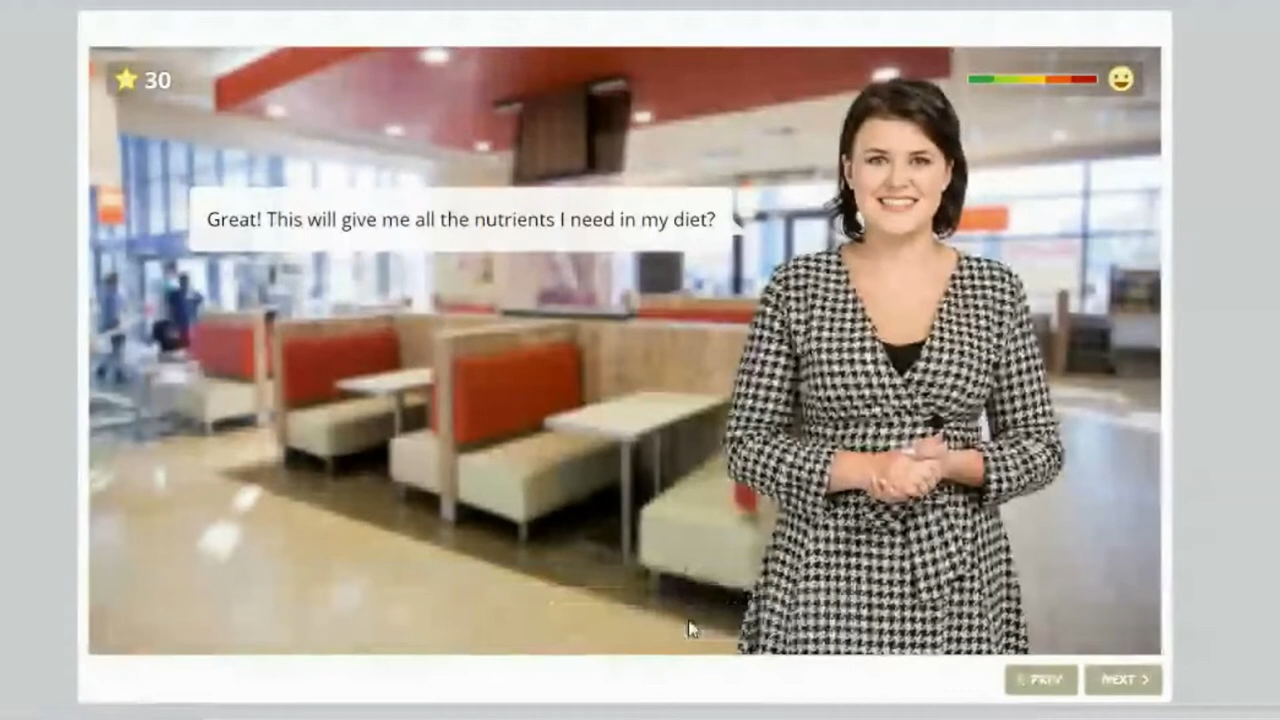 30
Great! This will give me all the nutrients I need in my diet?
PREV
NEXT